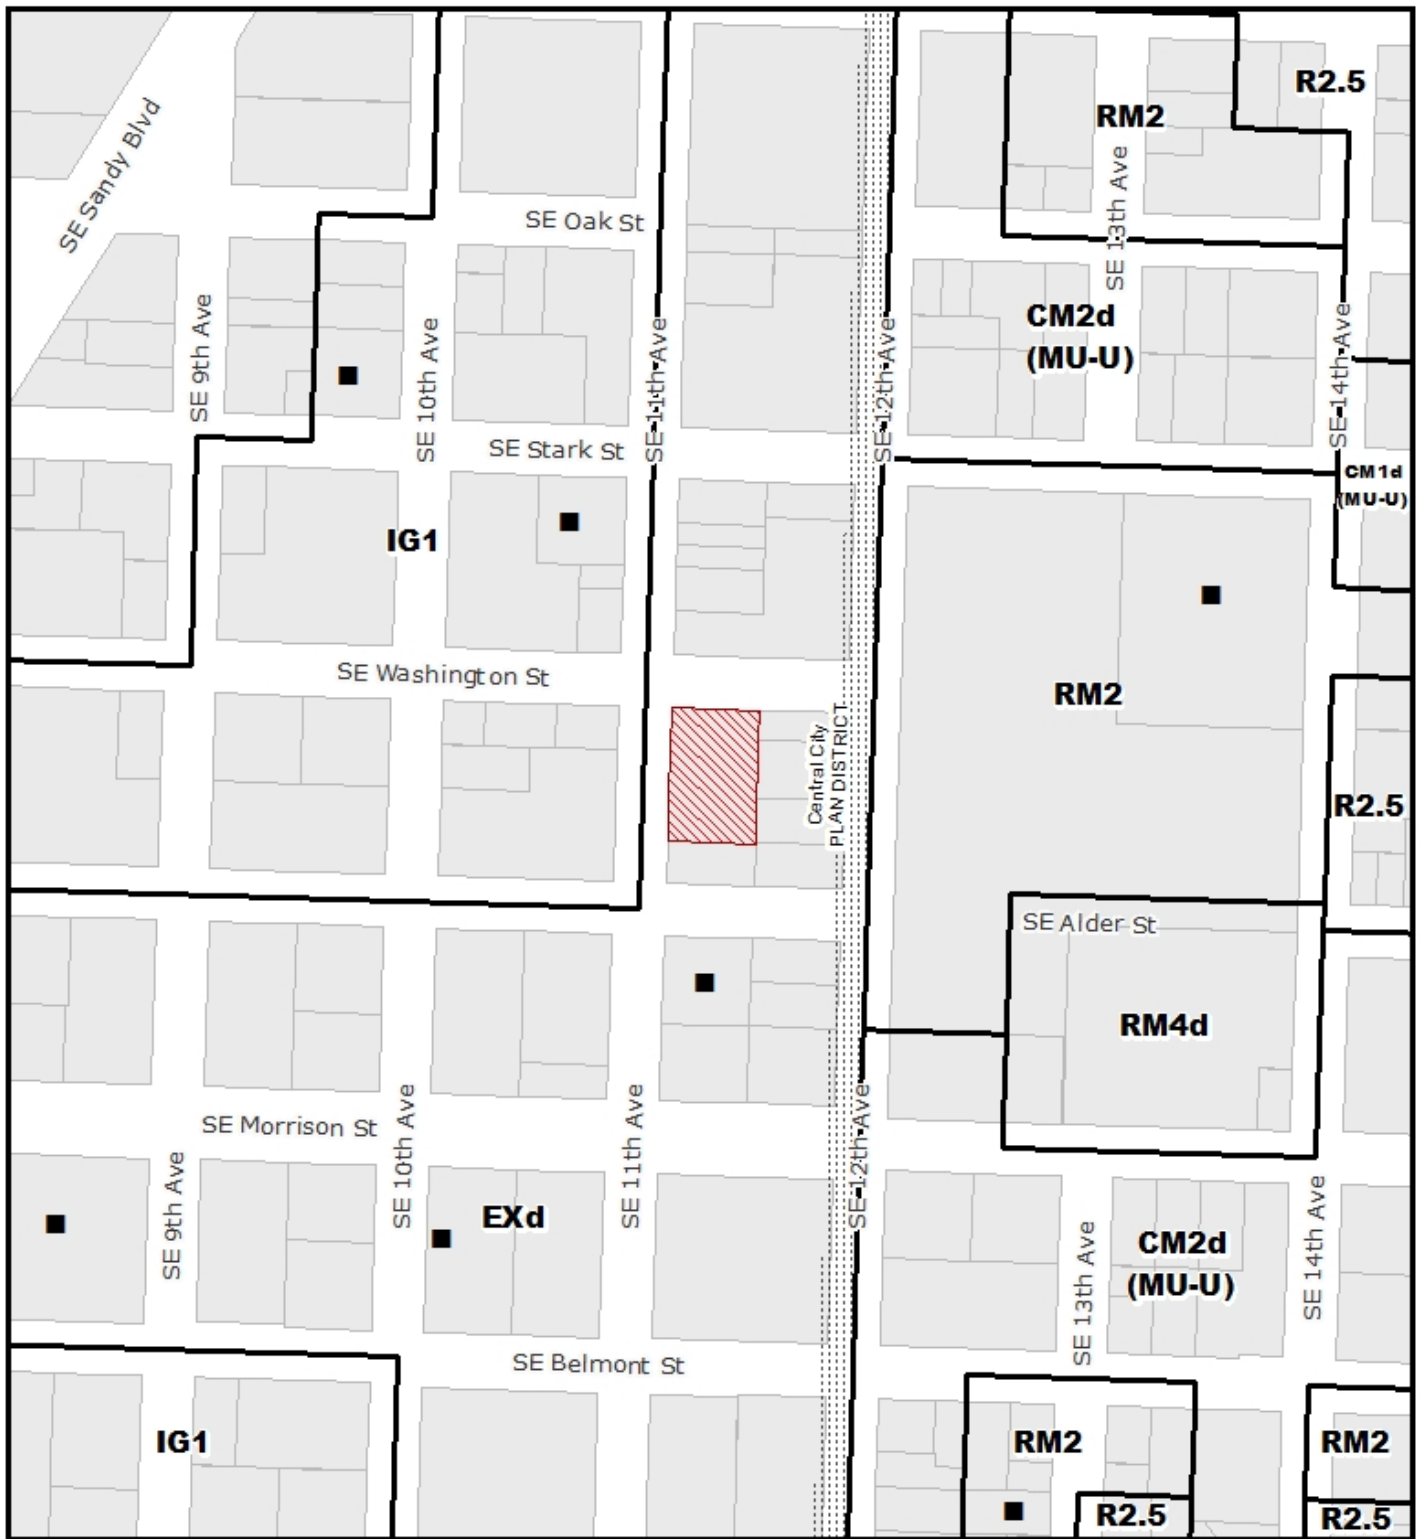 R2.5
RM2
SE Sandy Blvd
SE 13th Ave
SE Oak St
SE 9th Ave
SE 10th Ave
SE 11th Ave
SE 12th Ave
CM2d
(MU-U)
SE 14th Ave
SE Stark St
CM1d
(MU-U)
IG1
SE Washington St
RM2
Central City
PLAN DISTRICT
R2.5
SE Alder St
RM4d
SE Morrison St
SE 9th Ave
SE 10th Ave
SE 11th Ave
SE 12th Ave
EXd
SE 13th Ave
CM2d
(MU-U)
SE 14th Ave
SE Belmont St
IG1
RM2
RM2
R2.5
R2.5